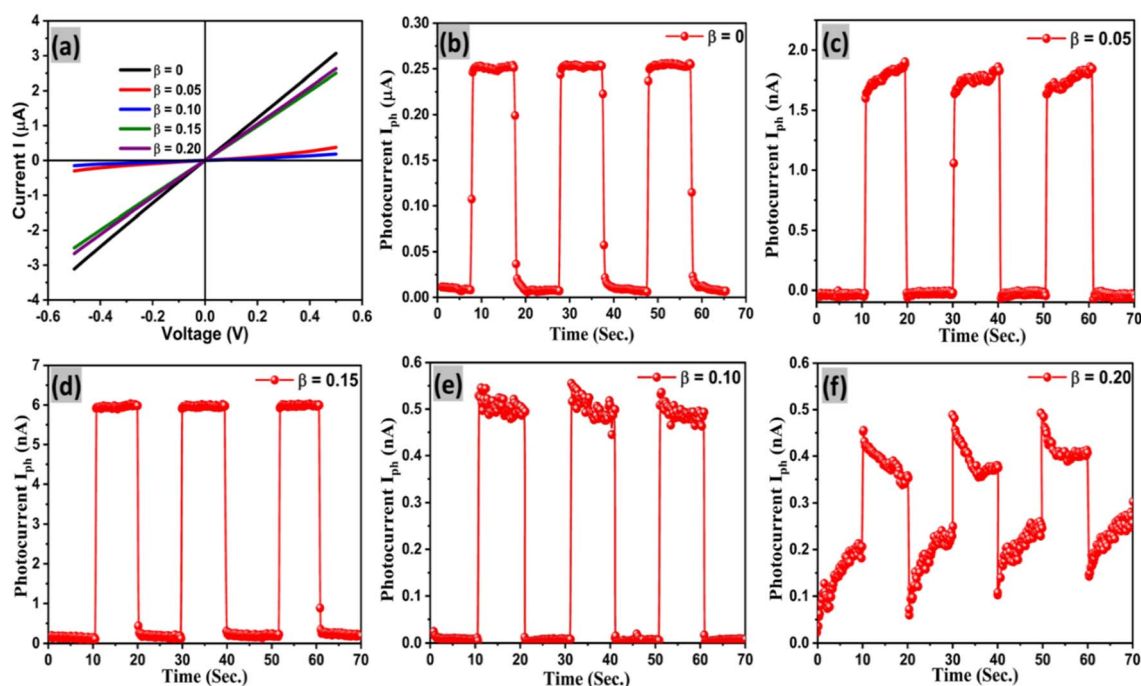 (a)
Current I (μA)
4
3
2
1
0
-1
-2
-3
-4
β = 0
β = 0.05
β = 0.10
β = 0.15
β = 0.20
-0.6 -0.4 -0.2 0.0 0.2 0.4 0.6
Voltage (V)
(b)
β = 0
Photocurrent Iph (μA)
0.30
0.25
0.20
0.15
0.10
0.05
0.00
0 10 20 30 40 50 60 70
Time (Sec.)
(c)
β = 0.05
Photocurrent Iph (nA)
2.0
1.5
1.0
0.5
0.0
0 10 20 30 40 50 60 70
Time (Sec.)
(d)
β = 0.15
Photocurrent Iph (nA)
7
6
5
4
3
2
1
0
0 10 20 30 40 50 60 70
Time (Sec.)
(e)
β = 0.10
Photocurrent Iph (nA)
0.6
0.5
0.4
0.3
0.2
0.1
0.0
0 10 20 30 40 50 60 70
Time (Sec.)
(f)
β = 0.20
Photocurrent Iph (nA)
0.6
0.5
0.4
0.3
0.2
0.1
0.0
0 10 20 30 40 50 60 70
Time (Sec.)